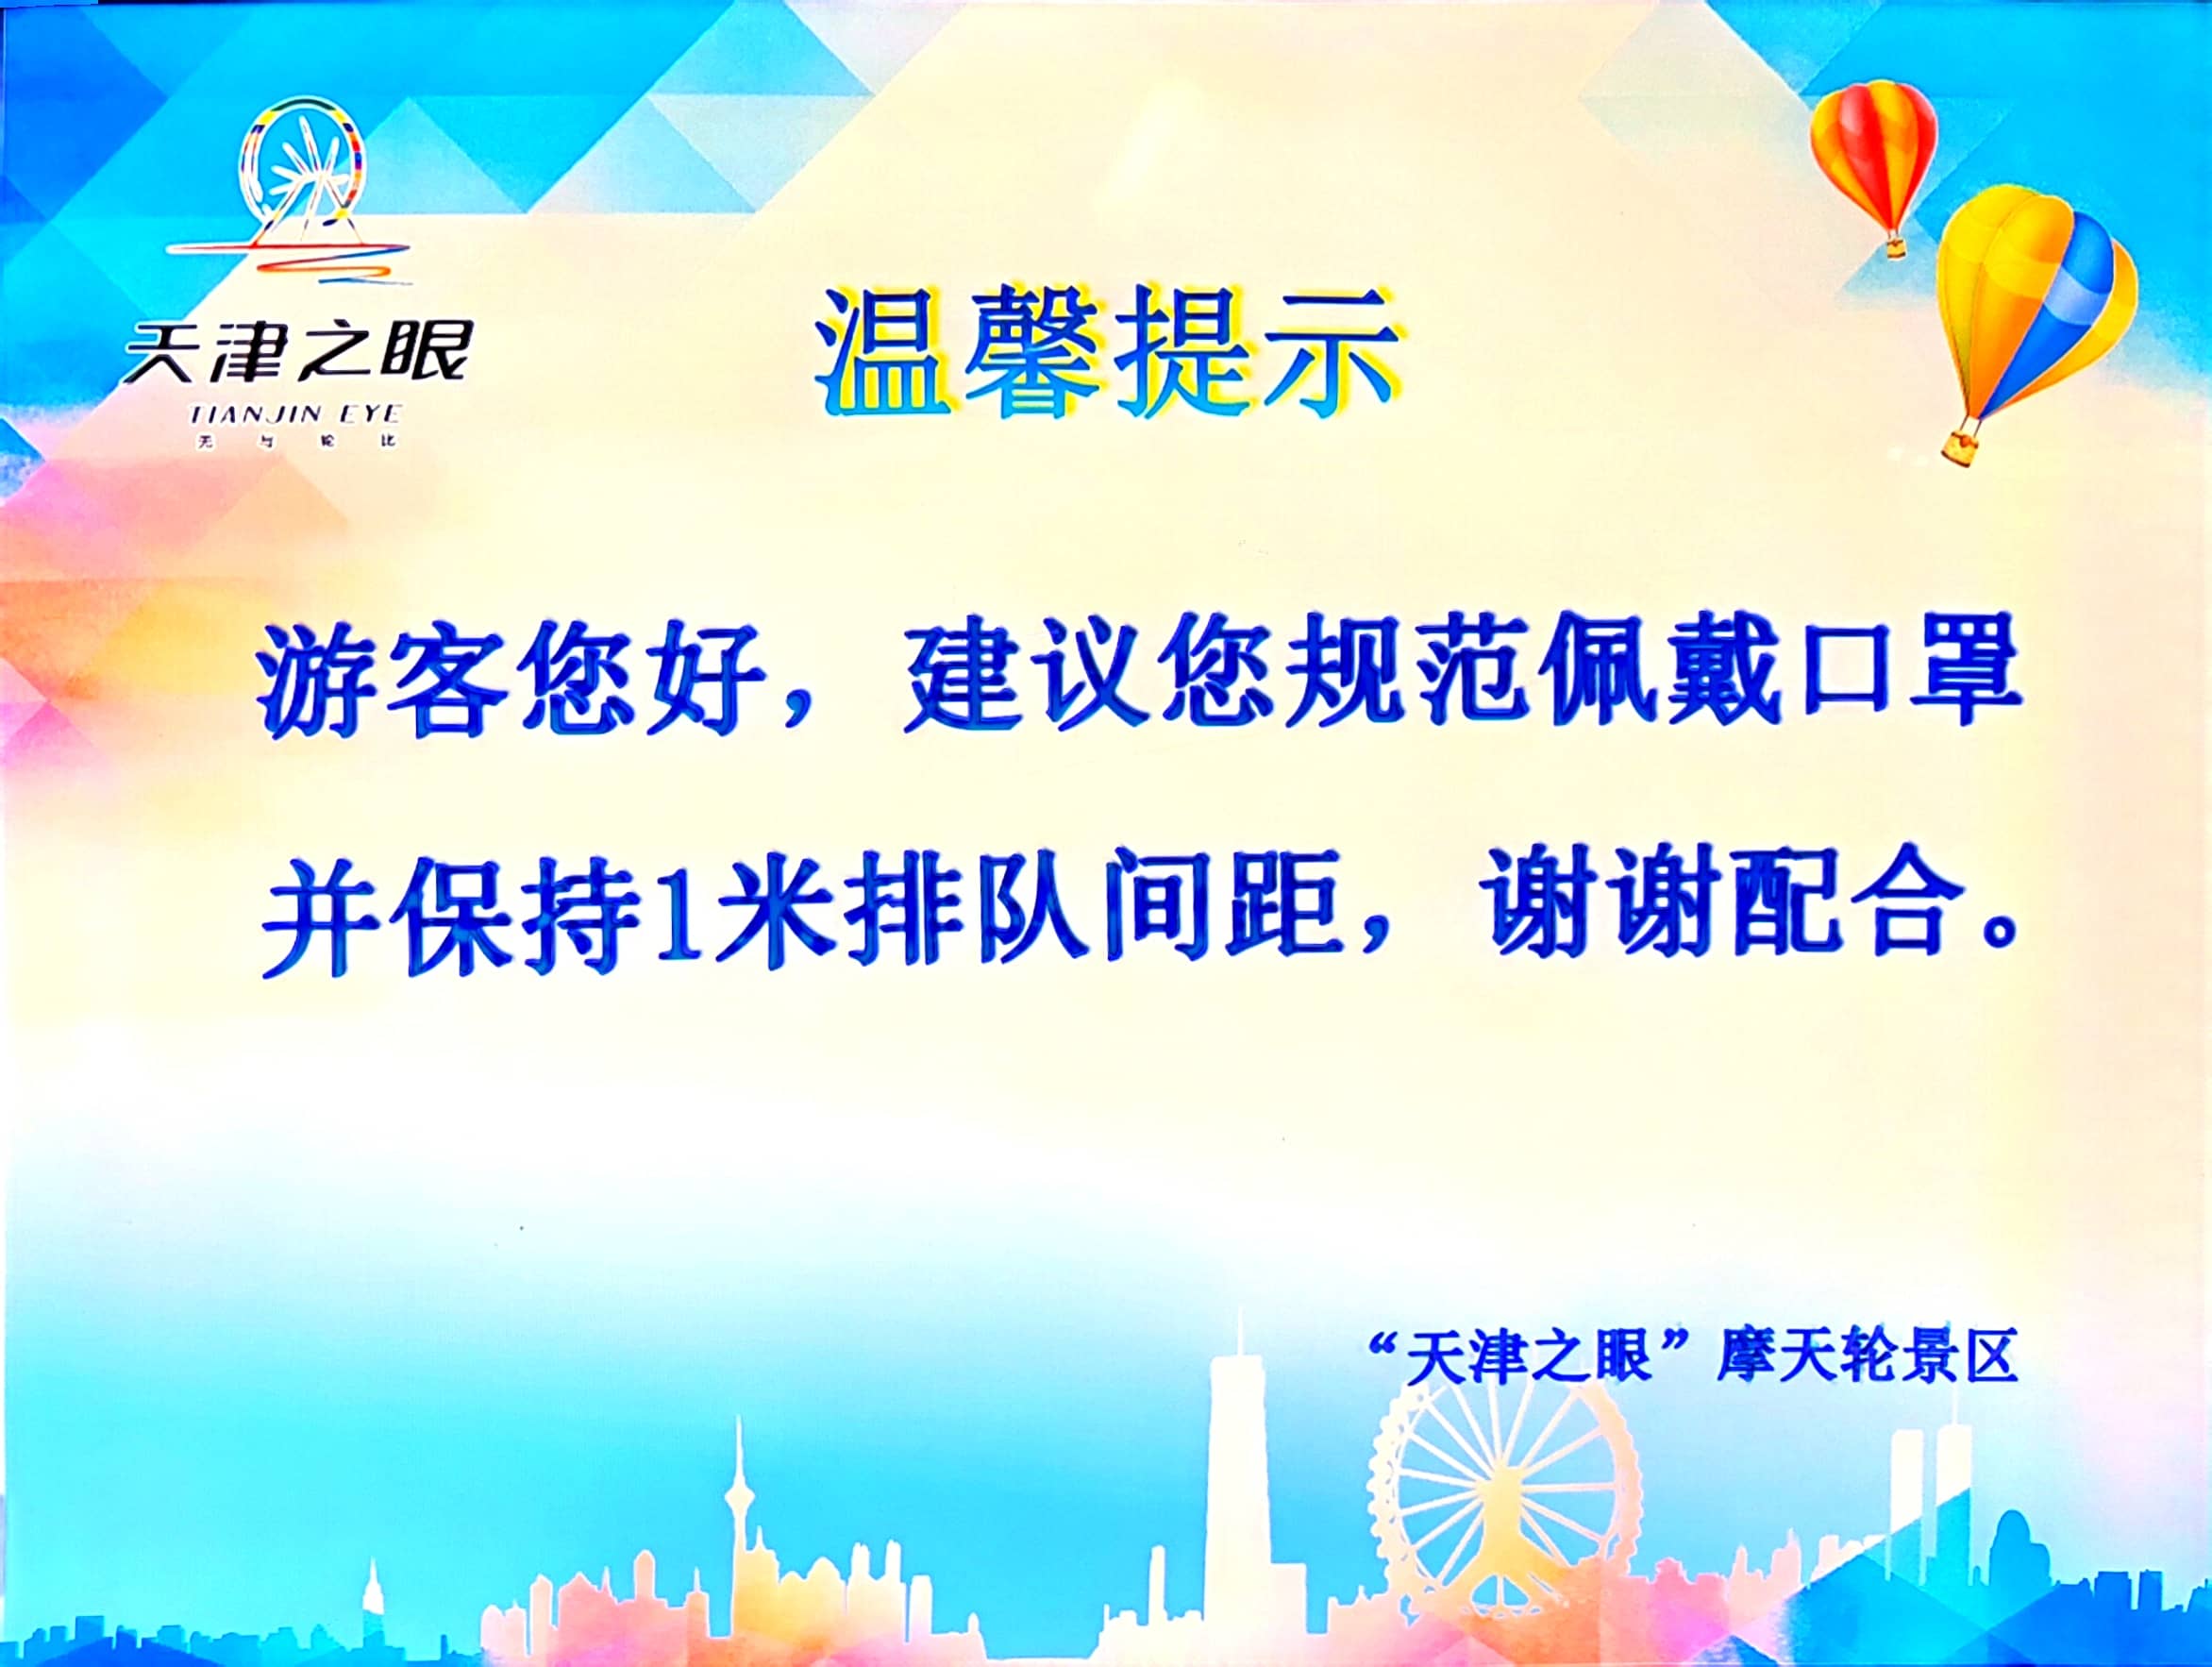 天津之眼
TIANJIN EYE
无与轮比
温馨提示
游客您好，建议您规范佩戴口罩
并保持1米排队间距，谢谢配合。
“天津之眼”摩天轮景区